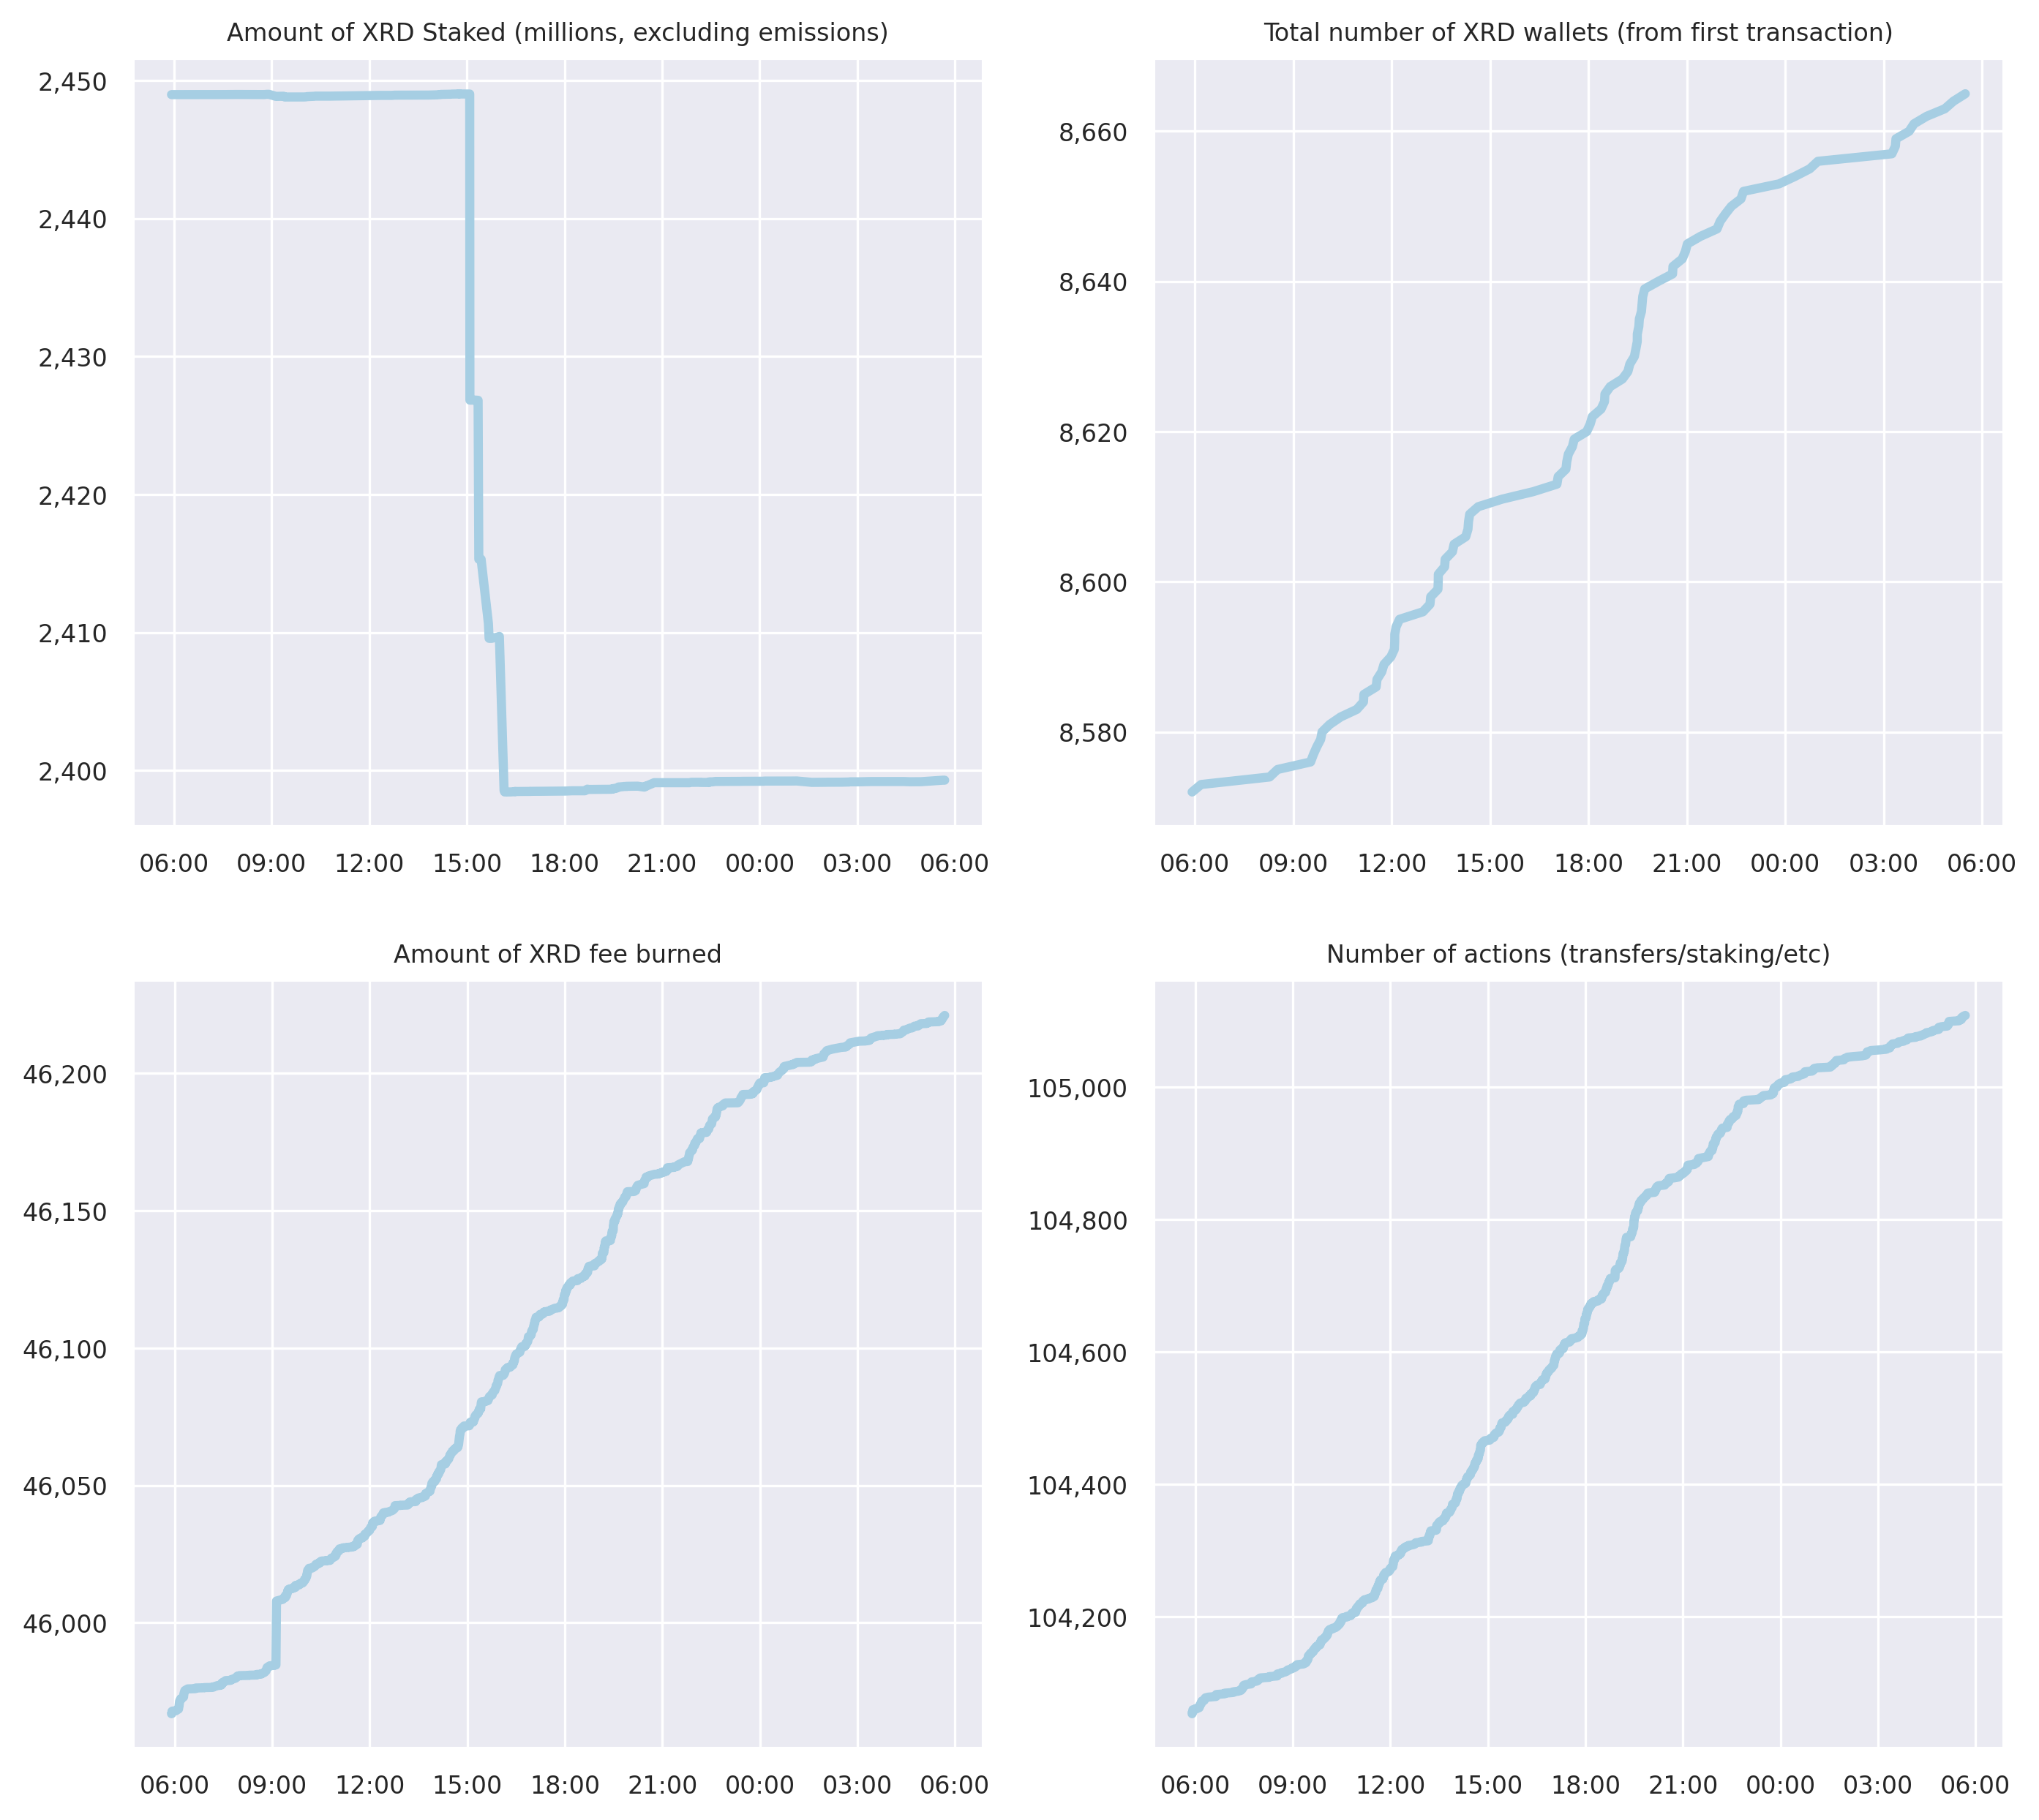 Amount of XRD Staked (millions, excluding emissions)
2,450
2,440
2,430
2,420
2,410
2,400
06:00 09:00 12:00 15:00 18:00 21:00 00:00 03:00 06:00
Total number of XRD wallets (from first transaction)
8,660
8,640
8,620
8,600
8,580
06:00 09:00 12:00 15:00 18:00 21:00 00:00 03:00 06:00
Amount of XRD fee burned
46,200
46,150
46,100
46,050
46,000
06:00 09:00 12:00 15:00 18:00 21:00 00:00 03:00 06:00
Number of actions (transfers/staking/etc)
105,000
104,800
104,600
104,400
104,200
06:00 09:00 12:00 15:00 18:00 21:00 00:00 03:00 06:00